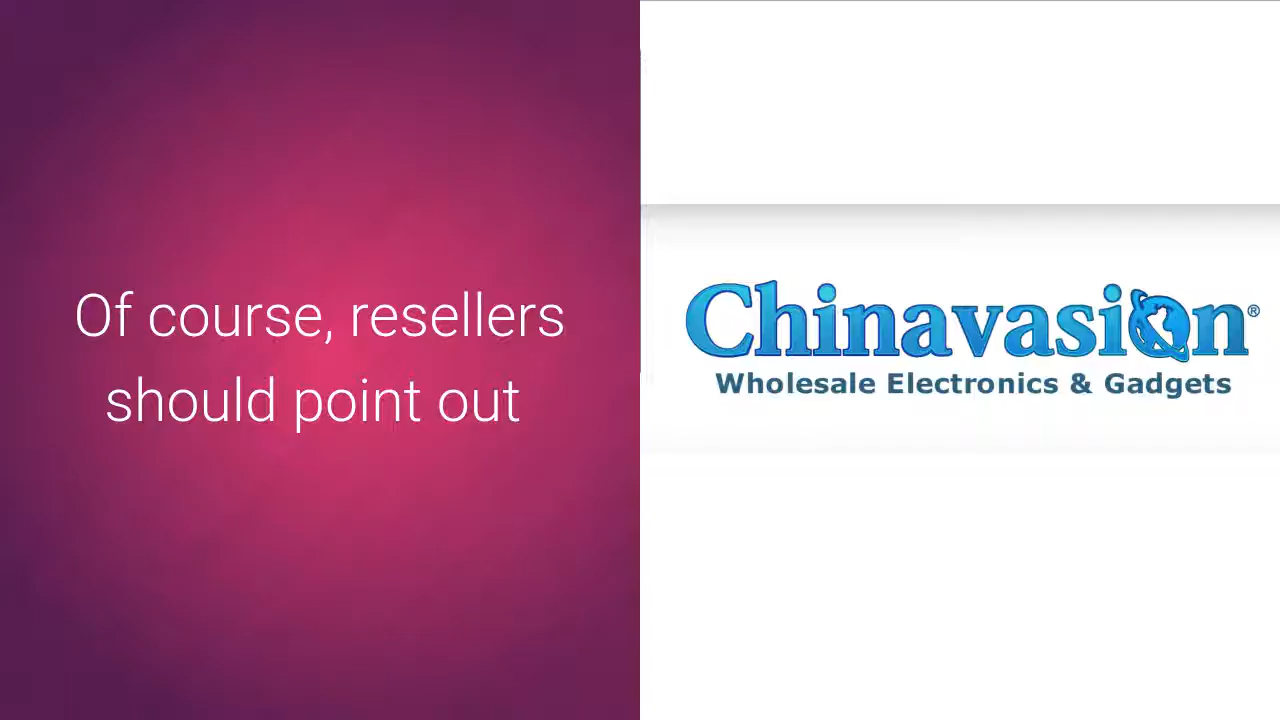 Of course, resellers
should point out
Chinavasion®
Wholesale Electronics & Gadgets